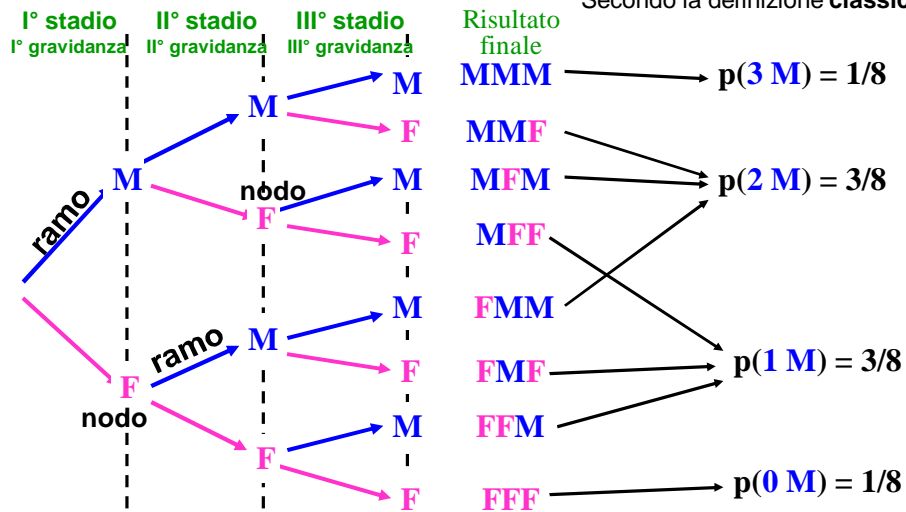 Secondo la definizione classic
I° stadio II° stadio III° stadio Risultato
I° gravidanza II° gravidanza III° gravidanza finale
M MMM p(3 M) = 1/8
M
F MMF
M nodo M MFM p(2 M) = 3/8
ramo F
F MFF
M FMM
ramo M
F FMF p(1 M) = 3/8
F
nodo M FFM
F
F FFF p(0 M) = 1/8